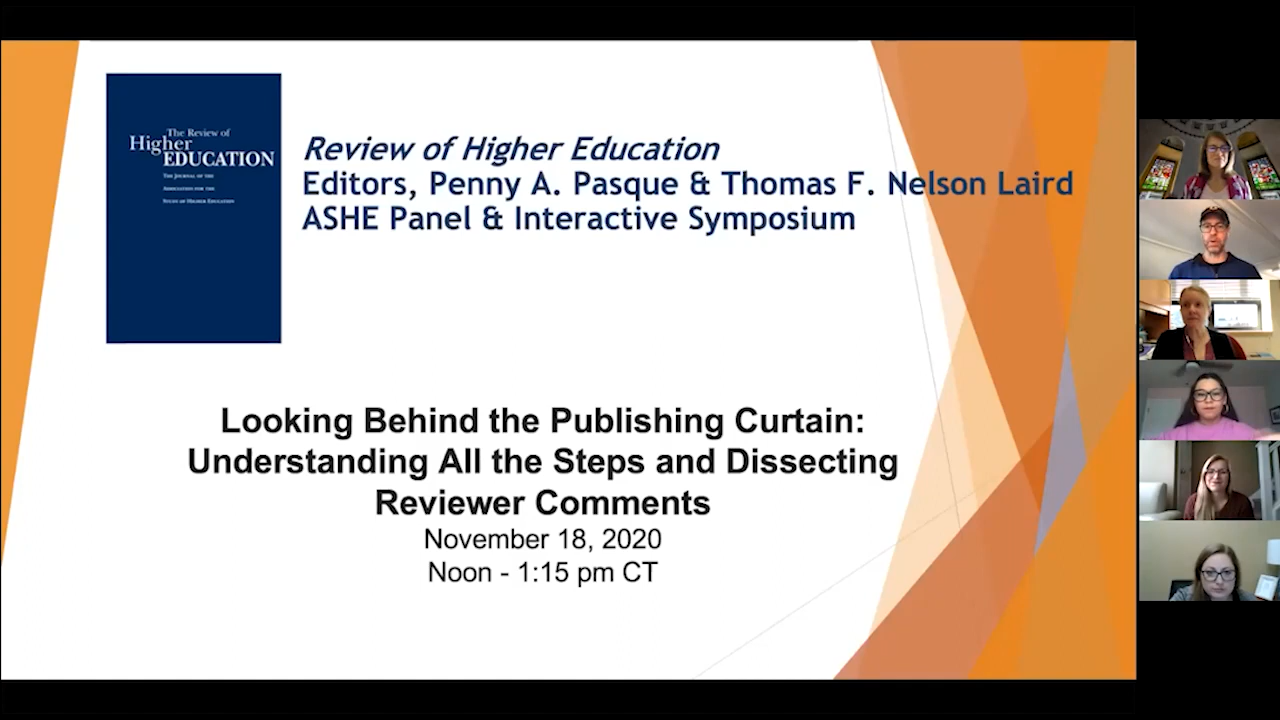 The Review of
Higher
EDUCATION
THE JOURNAL OF THE
ASSOCIATION FOR THE
STUDY OF HIGHER EDUCATION
Review of Higher Education
Editors, Penny A. Pasque & Thomas F. Nelson Laird
ASHE Panel & Interactive Symposium
Looking Behind the Publishing Curtain:
Understanding All the Steps and Dissecting
Reviewer Comments
November 18, 2020
Noon - 1:15 pm CT